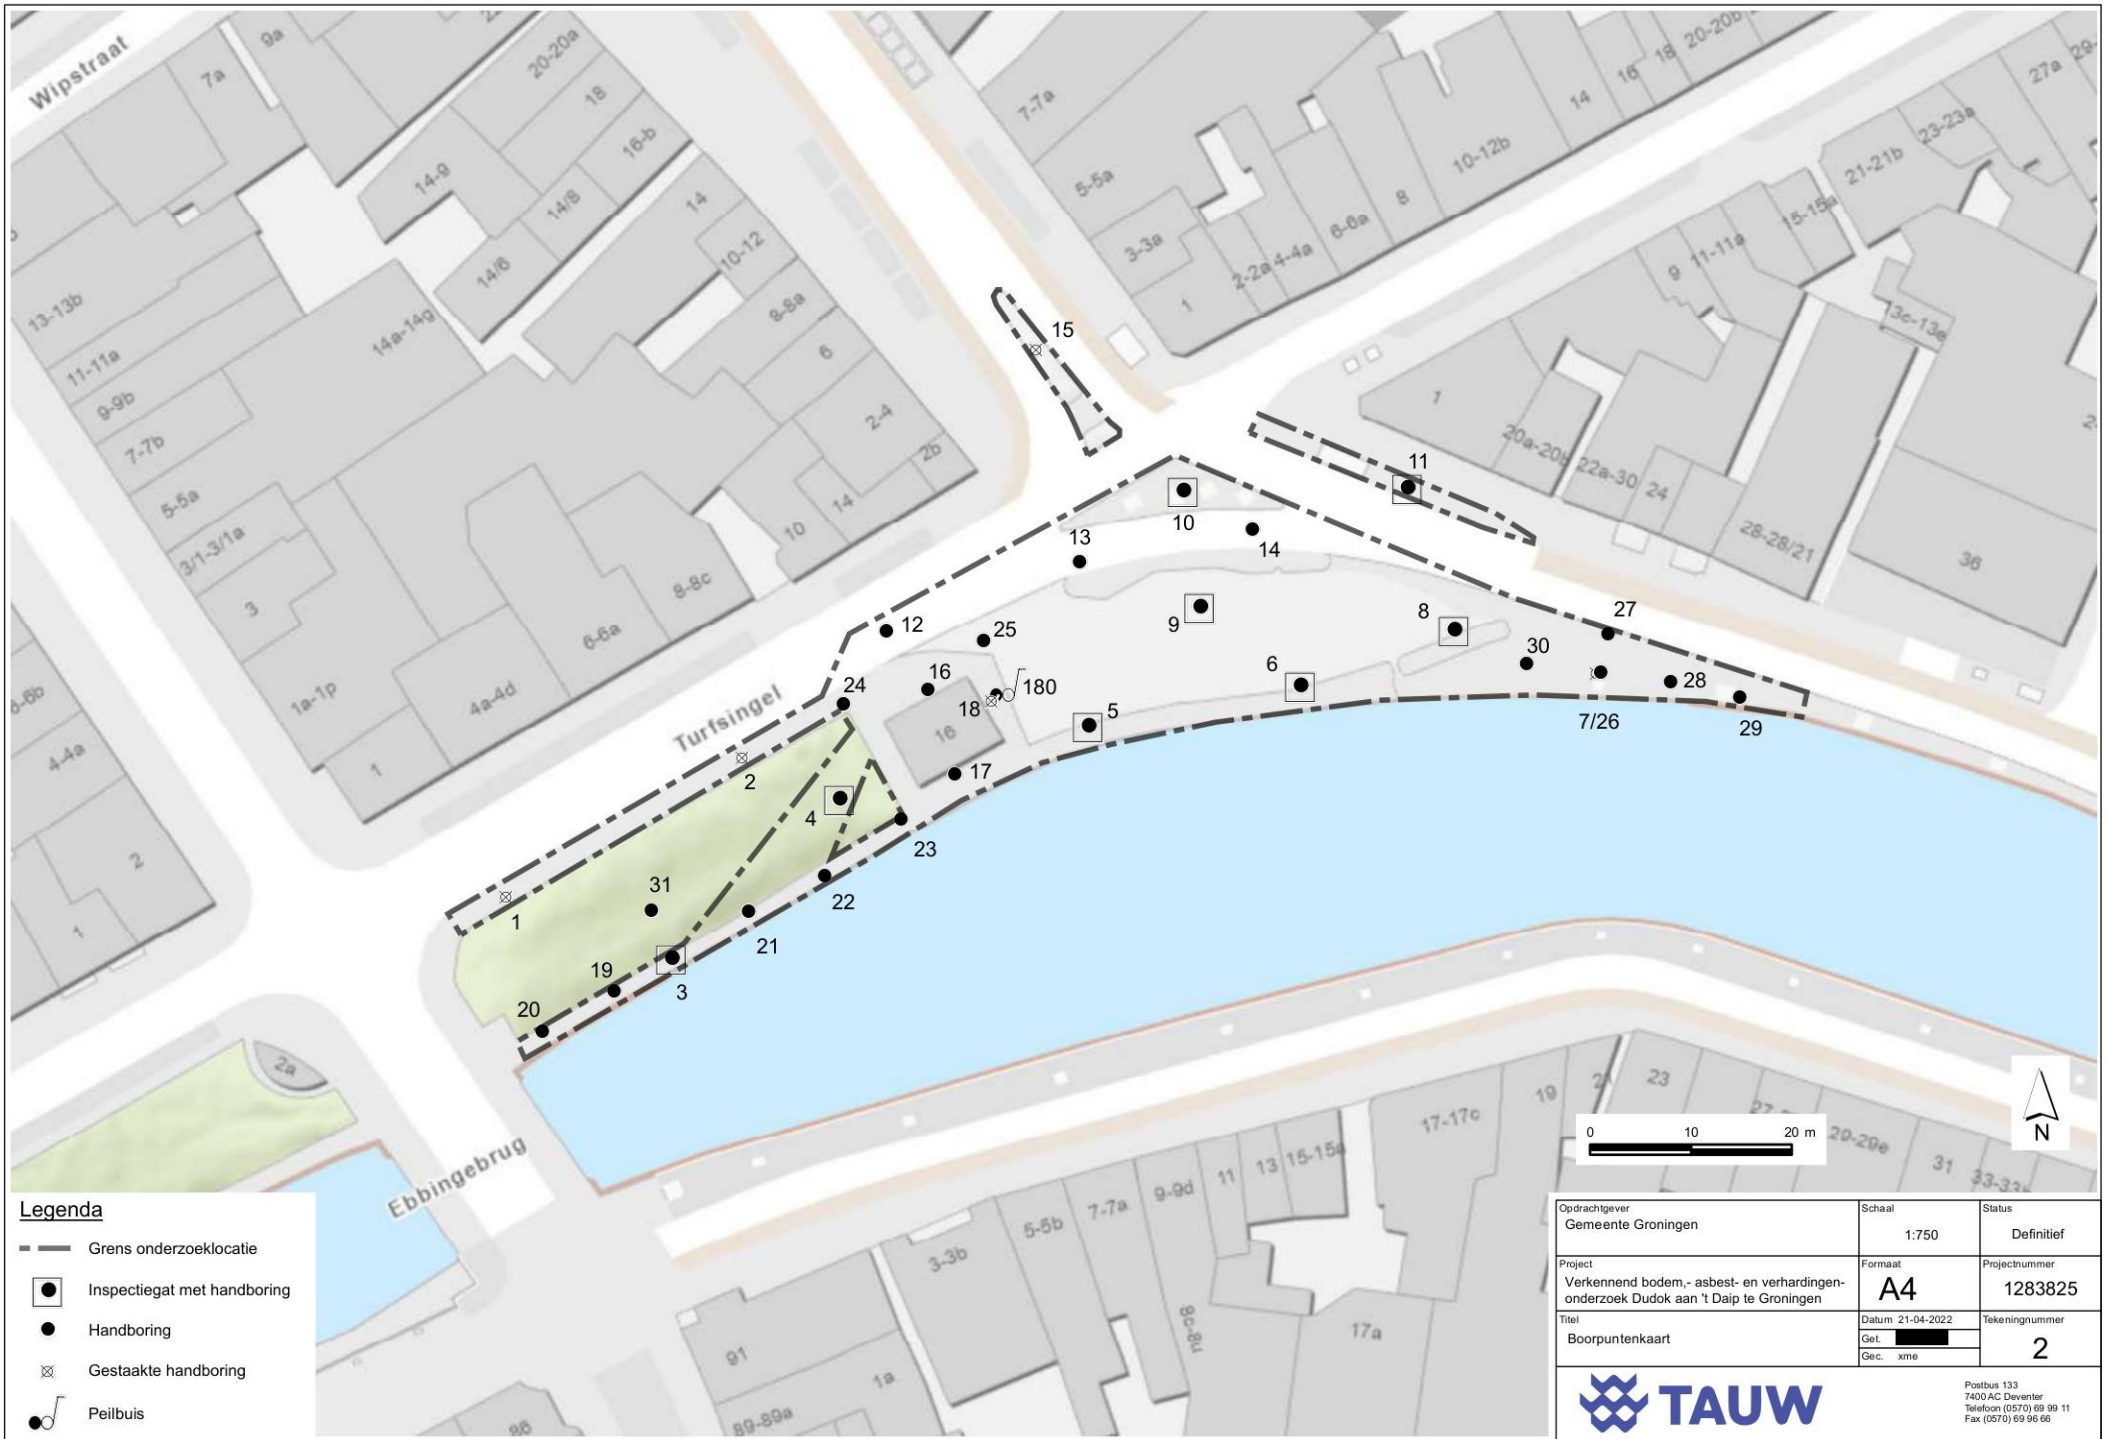 Wipstraat
9a
7a
20-20a
18
16-b
14-9
14/8
14/6
14
10-12
8-8a
6
2-4
2b
14
10
13-13b
11-11a
9-9b
7-7b
5-5a
3/1-3/1a
3
14a-14g
1a-1p
1
4a-4d
6-6a
8-8c
4-4a
2
1
7-7a
5-5a
3-3a
1
2-2a
4-4a
6-6a
8
10-12b
14
16
18
20-20b
27a
23-23a
21-21b
15-15a
11-11a
9
13c-13e
1
20a-20b
22a-30
24
28-28/21
36
Turfsingel
16
15
11
10
13
14
12
25
9
8
27
30
6
16
180
18
5
24
28
7/26
29
17
2
4
23
1
31
22
21
19
3
20
2a
Ebbingebrug
91
89-89a
1a
86
3-3b
5-5b
7-7a
9-9d
11
13
15-15a
17-17c
19
21
23
29-29e
31
8c-8u
17a
0 10 20 m
N
Legenda
Grens onderzoeklocatie
Inspectiegat met handboring
Handboring
Gestaakte handboring
Peilbuis
Opdrachtgever
Gemeente Groningen
Schaal
1:750
Status
Definitief
Project
Verkennend bodem,- asbest- en verhardingen-
onderzoek Dudok aan 't Daip te Groningen
Formaat
A4
Projectnummer
1283825
Titel
Boorpuntenkaart
Datum 21-04-2022
Get.
Gec. xme
Tekeningnummer
2
TAUW
Postbus 133
7400 AC Deventer
Telefoon (0570) 69 99 11
Fax (0570) 69 96 66